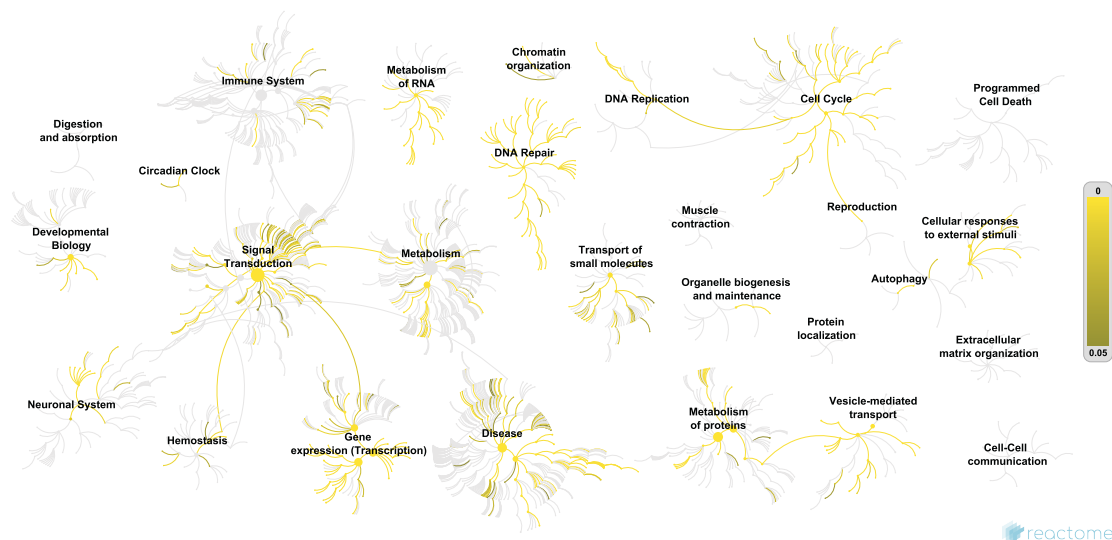 Immune System
Metabolism
of RNA
Chromatin
organization
DNA Replication
Cell Cycle
Programmed
Cell Death
Digestion
and absorption
Circadian Clock
DNA Repair
Developmental
Biology
Signal
Transduction
Metabolism
Transport of
small molecules
Muscle
contraction
Reproduction
Cellular responses
to external stimuli
0
0.05
Organelle biogenesis
and maintenance
Autophagy
Protein
localization
Extracellular
matrix organization
Neuronal System
Hemostasis
Gene
expression (Transcription)
Disease
Metabolism
of proteins
Vesicle-mediated
transport
Cell-Cell
communication
reactome